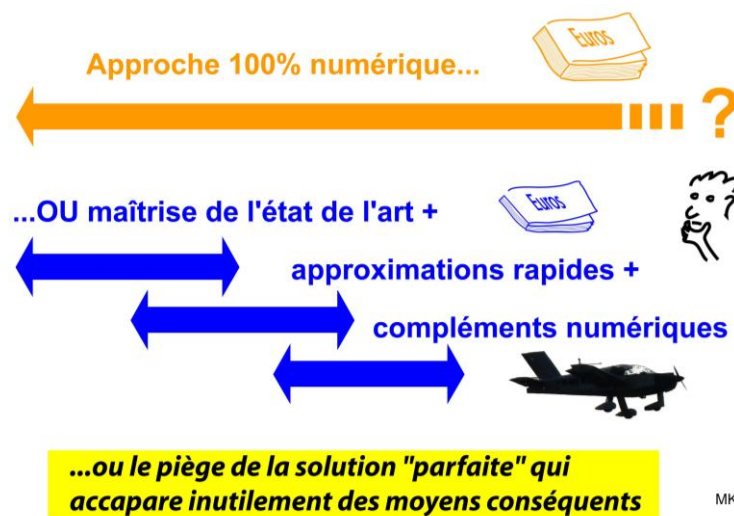 Euros
Approche 100% numérique...
?
Euros
...OU maîtrise de l'état de l'art +
approximations rapides +
compléments numériques
...ou le piège de la solution "parfaite" qui
accapare inutilement des moyens conséquents
MK